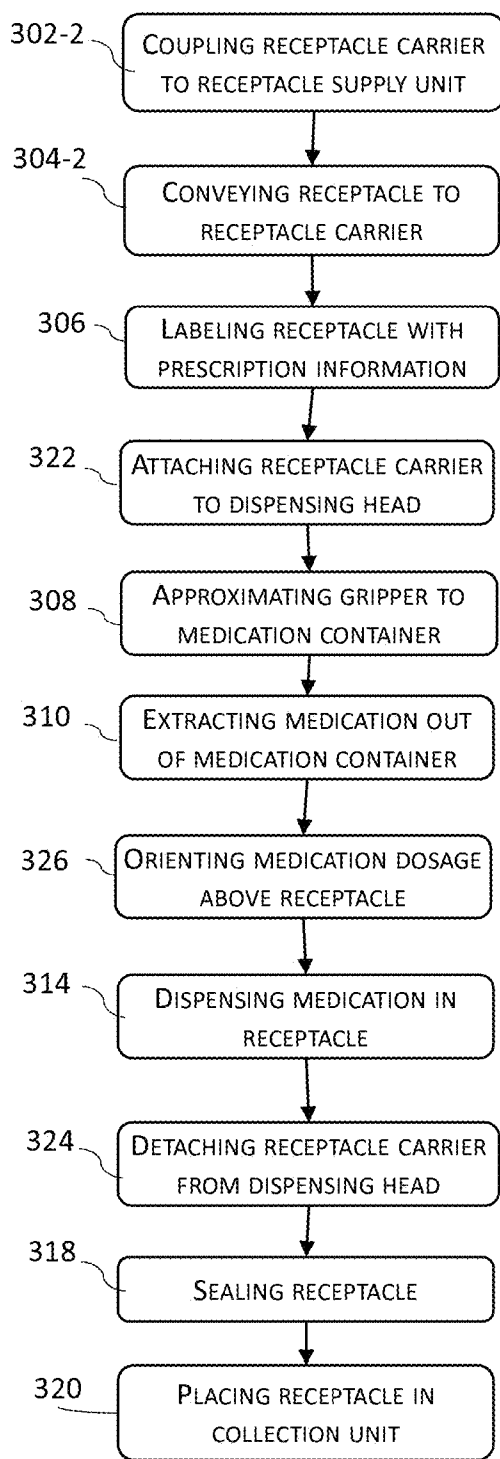 302-2
COUPLING RECEPTACLE CARRIER
TO RECEPTACLE SUPPLY UNIT
304-2
CONVEYING RECEPTACLE TO
RECEPTACLE CARRIER
306
LABELING RECEPTACLE WITH
PRESCRIPTION INFORMATION
322
ATTACHING RECEPTACLE CARRIER
TO DISPENSING HEAD
308
APPROXIMATING GRIPPER TO
MEDICATION CONTAINER
310
EXTRACTING MEDICATION OUT
OF MEDICATION CONTAINER
326
ORIENTING MEDICATION DOSAGE
ABOVE RECEPTACLE
314
DISPENSING MEDICATION IN
RECEPTACLE
324
DETACHING RECEPTACLE CARRIER
FROM DISPENSING HEAD
318
SEALING RECEPTACLE
320
PLACING RECEPTACLE IN
COLLECTION UNIT